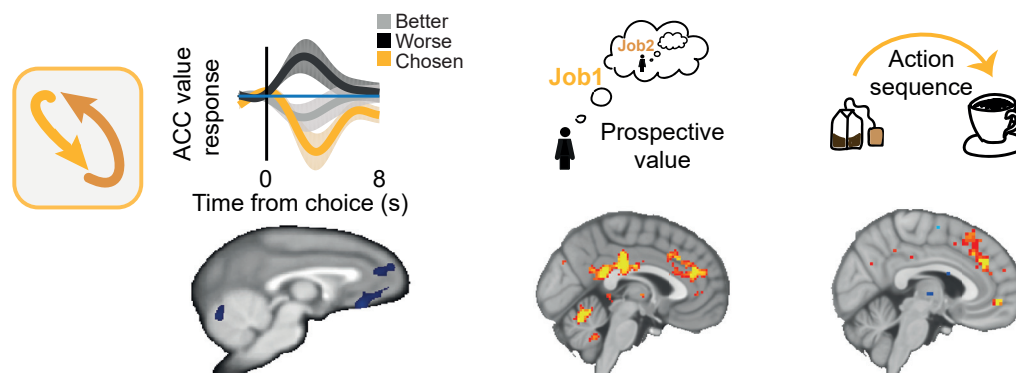 Better
Worse
Chosen
ACC value
response
0
8
Time from choice (s)
Job2
Job1
Prospective
value
Action
sequence